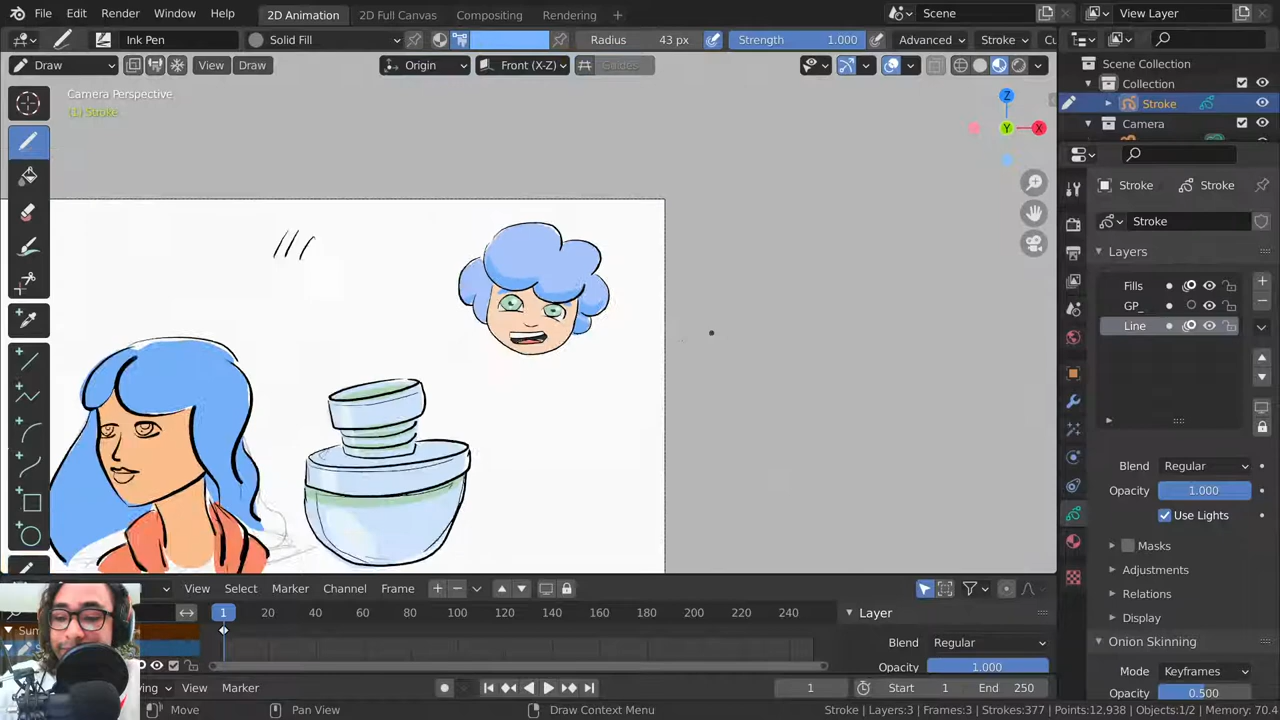 File Edit Render Window Help 2D Animation 2D Full Canvas Compositing Rendering + Scene View Layer
Ink Pen Solid Fill Radius 43 px Strength 1.000 Advanced Stroke
Draw View Draw Origin Front (X-Z) Guides
Camera Perspective
(1) Stroke
Z
Y X
Scene Collection
Collection
Stroke
Camera
Stroke Stroke
Stroke
Layers
Fills
GP_
Line
Blend Regular
Opacity 1.000
Use Lights
Masks
Adjustments
Relations
Display
Onion Skinning
Mode Keyframes
Opacity 0.500
View Select Marker Channel Frame
1 20 40 60 80 100 120 140 160 180 200 220 240 Layer
Sum
Blend Regular
Opacity 1.000
View Marker 1 Start 1 End 250
Move Pan View Draw Context Menu Stroke | Layers:3 | Frames:3 | Strokes:377 | Points:12,938 | Objects:1/2 | Memory: 70.4